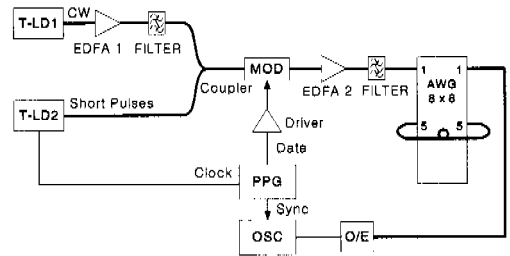 T-LD1
CW
EDFA 1
FILTER
Short Pulses
T-LD2
Coupler
MOD
EDFA 2
FILTER
1 1
AWG
8 x 8
5 5
Driver
Date
Clock
PPG
Sync
OSC
O/E